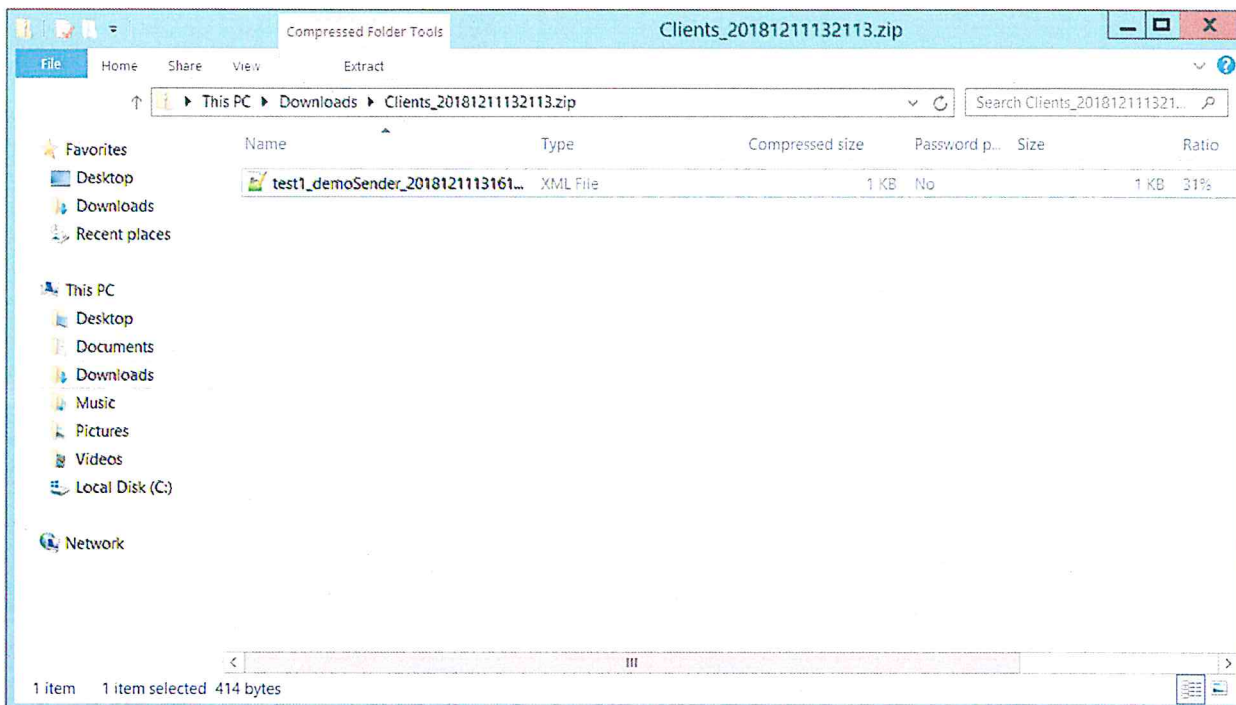 Compressed Folder Tools
Clients_20181211132113.zip
File Home Share View Extract
This PC Downloads Clients_20181211132113.zip
Search Clients_201812111321...
Name Type Compressed size Password p... Size Ratio
test1_demoSender_2018121113161... XML File 1 KB No 1 KB 31%
Favorites
Desktop
Downloads
Recent places
This PC
Desktop
Documents
Downloads
Music
Pictures
Videos
Local Disk (C:)
Network
1 item 1 item selected 414 bytes